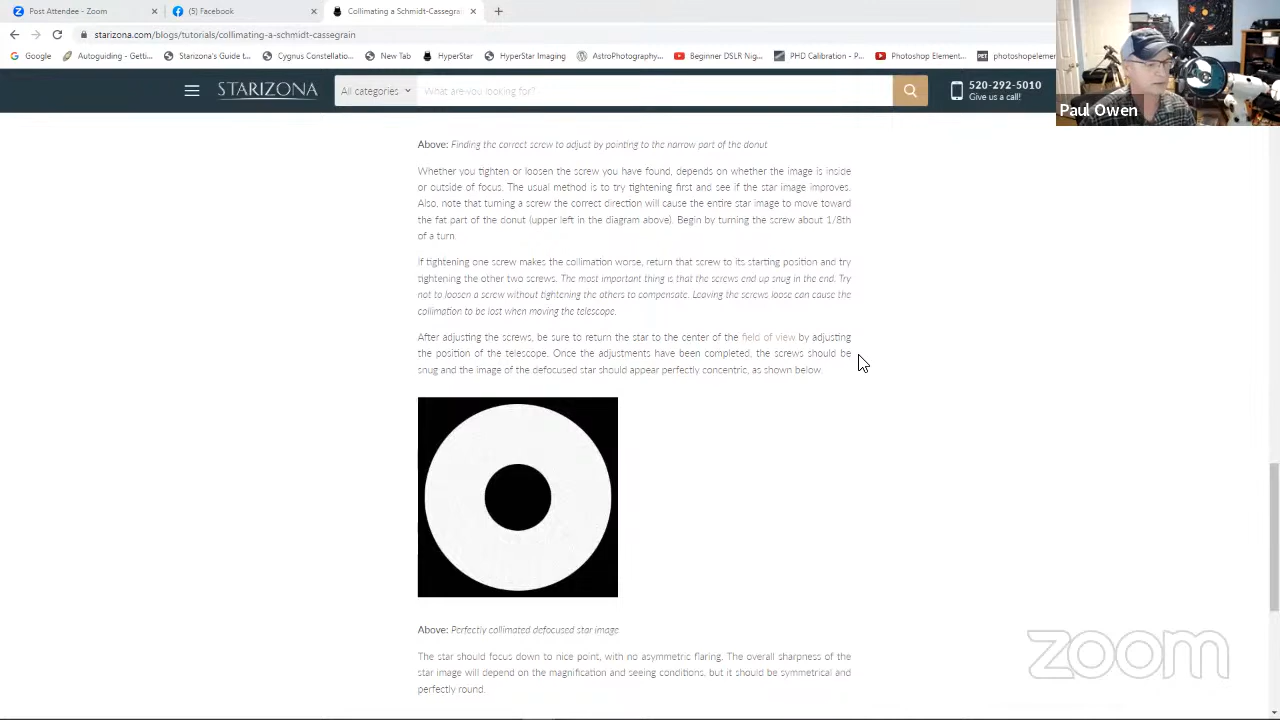 Post Attendee - Zoom
(5) Facebook
Collimating a Schmidt-Cassegra
starizona.com/blogs/tutorials/collimating-a-schmidt-cassegrain
Google
Autoguiding - Getti...
Starizona's Guide t...
Cygnus Constellatio...
New Tab
HyperStar
HyperStar Imaging
AstroPhotography...
Beginner DSLR Nig...
PHD Calibration - P...
Photoshop Element...
photoshopelemen
STARIZONA
All categories
What are you looking for?
520-292-5010
Give us a call!
Paul Owen
Above: Finding the correct screw to adjust by pointing to the narrow part of the donut
Whether you tighten or loosen the screw you have found, depends on whether the image is inside
or outside of focus. The usual method is to try tightening first and see if the star image improves.
Also, note that turning a screw the correct direction will cause the entire star image to move toward
the fat part of the donut (upper left in the diagram above). Begin by turning the screw about 1/8th
of a turn.
If tightening one screw makes the collimation worse, return that screw to its starting position and try
tightening the other two screws. The most important thing is that the screws end up snug in the end. Try
not to loosen a screw without tightening the others to compensate. Leaving the screws loose can cause the
collimation to be lost when moving the telescope.
After adjusting the screws, be sure to return the star to the center of the field of view by adjusting
the position of the telescope. Once the adjustments have been completed, the screws should be
snug and the image of the defocused star should appear perfectly concentric, as shown below.
Above: Perfectly collimated defocused star image
The star should focus down to nice point, with no asymmetric flaring. The overall sharpness of the
star image will depend on the magnification and seeing conditions, but it should be symmetrical and
perfectly round.
zoom